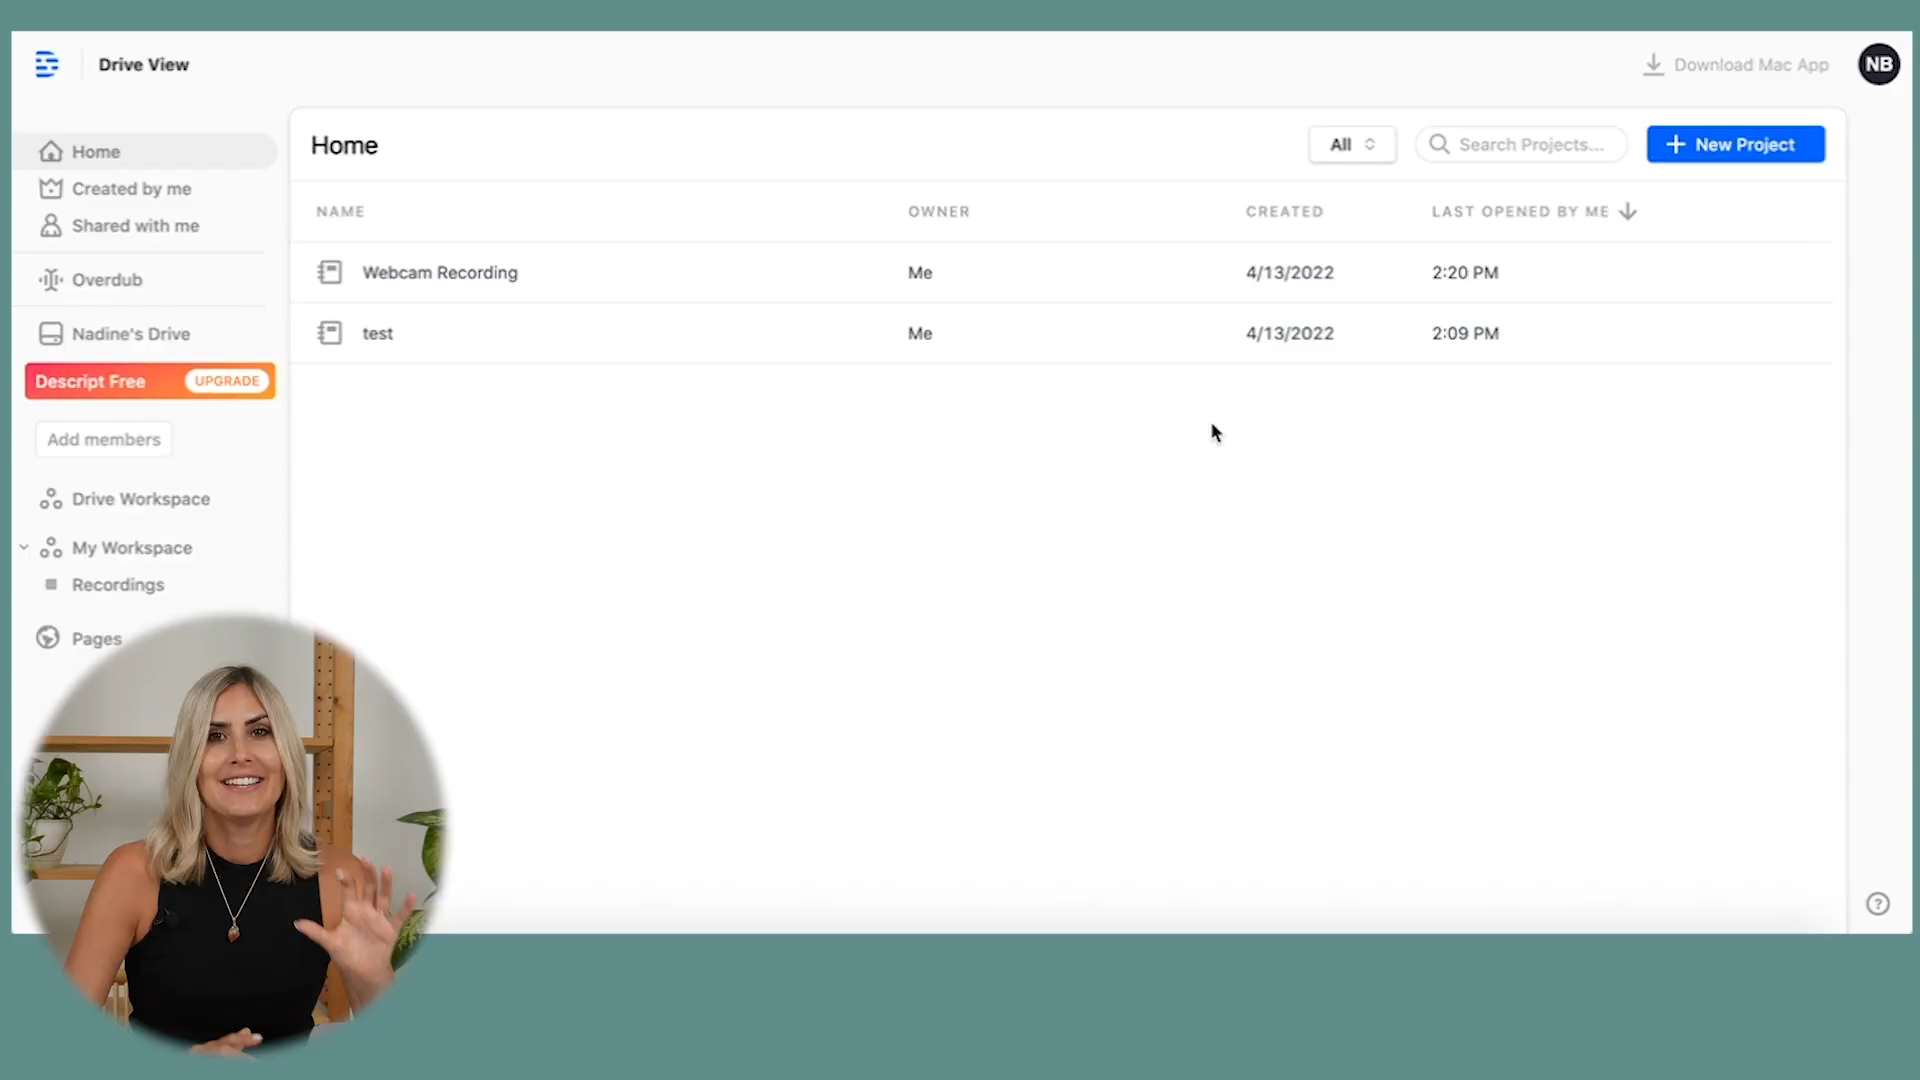 Drive View
Download Mac App
NB
Home
Created by me
Shared with me
Overdub
Nadine's Drive
Descript Free UPGRADE
Add members
Drive Workspace
My Workspace
Recordings
Pages
Home
All
Search Projects...
+ New Project
NAME OWNER CREATED LAST OPENED BY ME
Webcam Recording Me 4/13/2022 2:20 PM
test Me 4/13/2022 2:09 PM
?